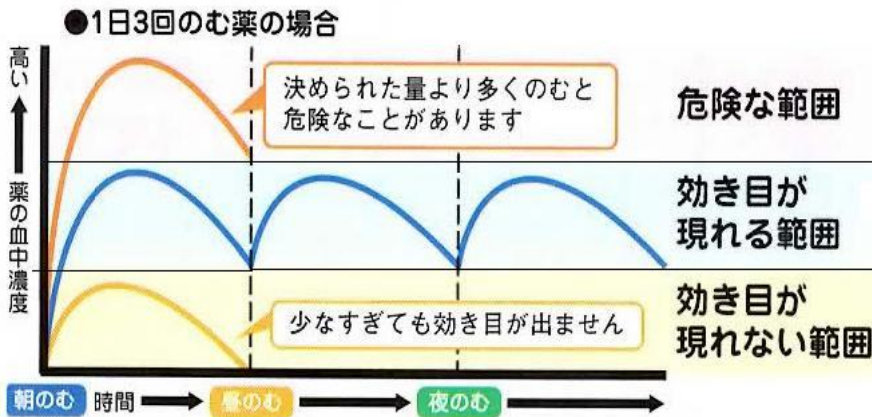 ●1日3回のむ薬の場合
高い
薬の血中濃度
決められた量より多くのむと
危険なことがあります
危険な範囲
効き目が
現れる範囲
少なすぎても効き目が出ません
効き目が
現れない範囲
朝のむ 時間 昼のむ 夜のむ